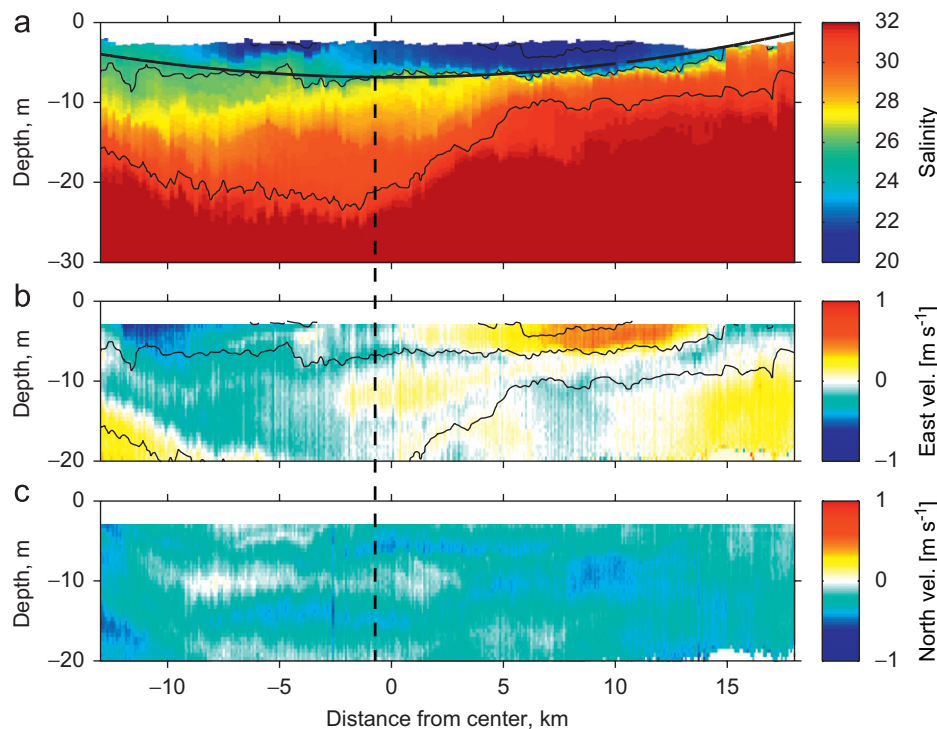 a
0
−10
−20
−30
Depth, m
32
30
28
26
24
22
20
Salinity
b
0
−10
−20
Depth, m
1
0
−1
East vel. [m s⁻¹]
c
0
−10
−20
Depth, m
1
0
−1
North vel. [m s⁻¹]
−10 −5 0 5 10 15
Distance from center, km